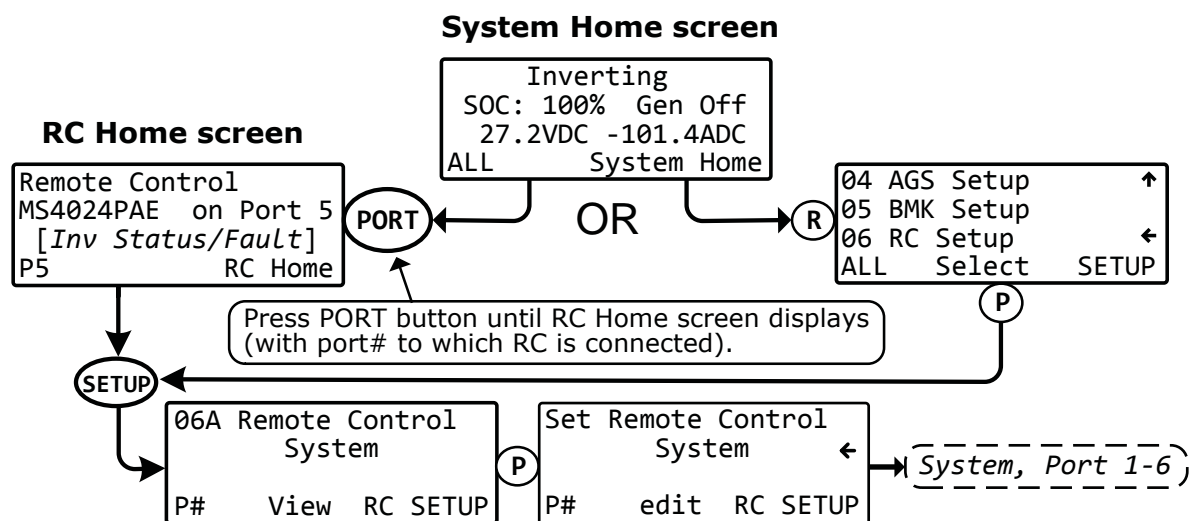 System Home screen
Inverting
SOC: 100% Gen Off
27.2VDC -101.4ADC
ALL System Home
RC Home screen
Remote Control
MS4024PAE on Port 5
[Inv Status/Fault]
P5 RC Home
PORT
OR
R
04 AGS Setup ↑
05 BMK Setup
06 RC Setup ←
ALL Select SETUP
P
Press PORT button until RC Home screen displays
(with port# to which RC is connected).
SETUP
06A Remote Control
System
P# View RC SETUP
P
Set Remote Control
System ←
P# edit RC SETUP
System, Port 1-6